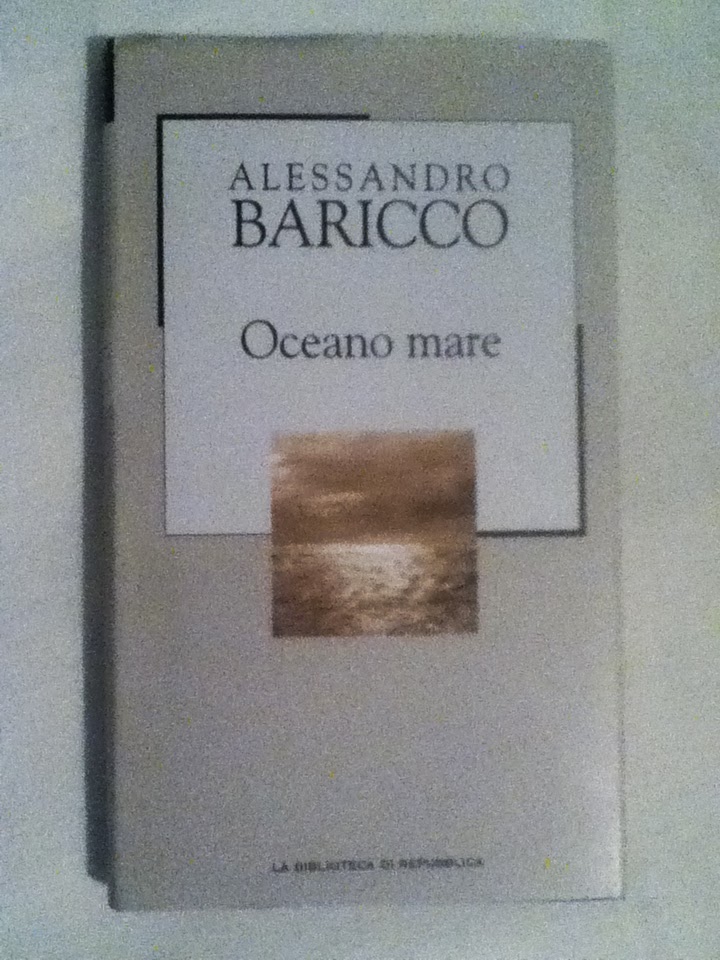 ALESSANDRO
BARICCO
Oceano mare
LA BIBLIOTECA DI REPUBBLICA